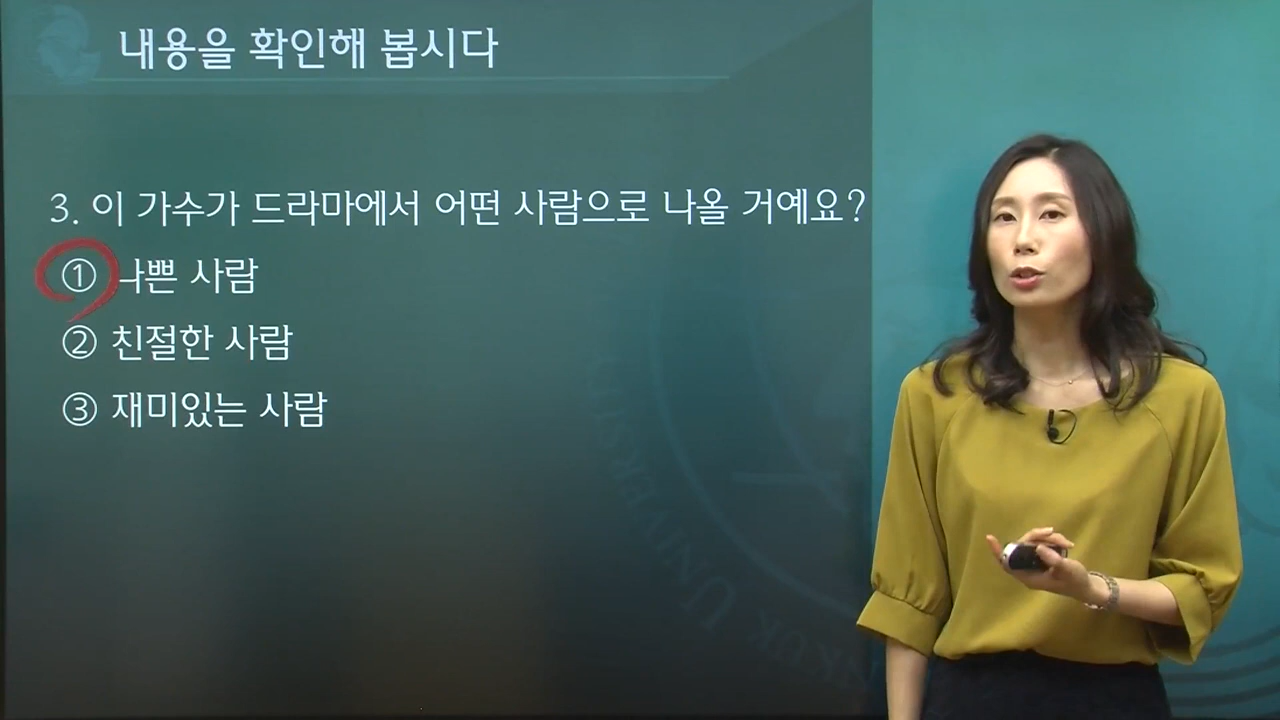 내용을 확인해 봅시다
3. 이 가수가 드라마에서 어떤 사람으로 나올 거예요?
① 나쁜 사람
② 친절한 사람
③ 재미있는 사람